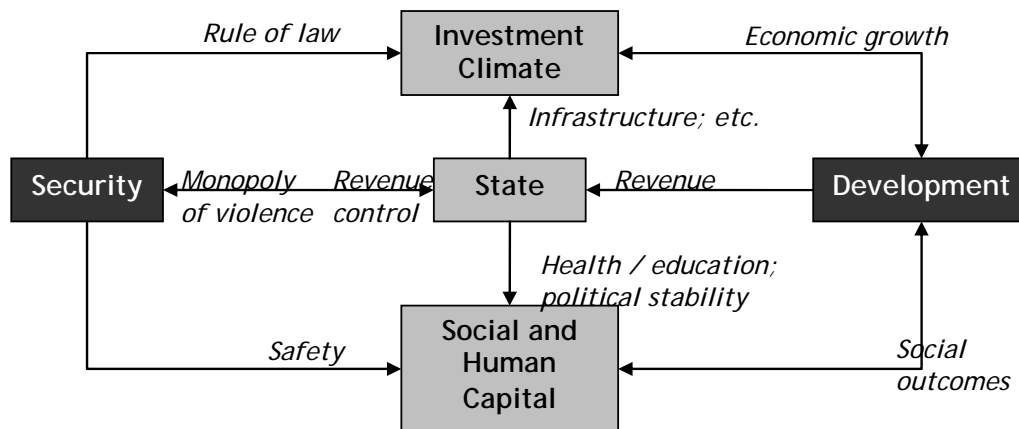 Rule of law
Investment
Climate
Economic growth
Infrastructure; etc.
Security
Monopoly
of violence
Revenue
control
State
Revenue
Development
Health / education;
political stability
Safety
Social and
Human
Capital
Social
outcomes